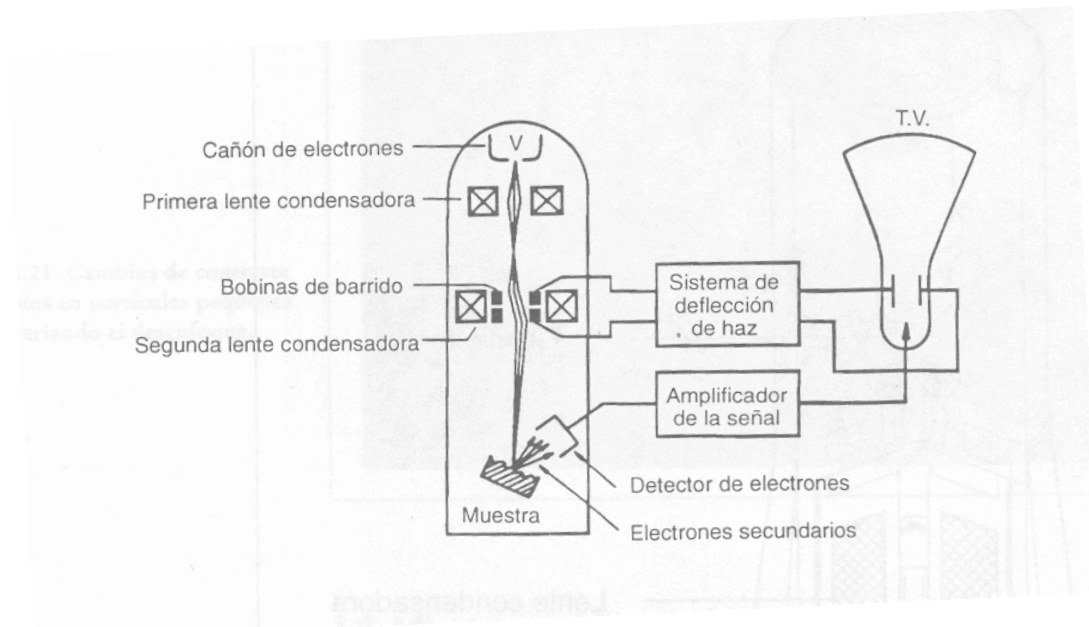 T.V.
Cañón de electrones
V
Primera lente condensadora
Bobinas de barrido
Segunda lente condensadora
Sistema de
deflección
de haz
Amplificador
de la señal
Detector de electrones
Electrones secundarios
Muestra
Lente condensadora